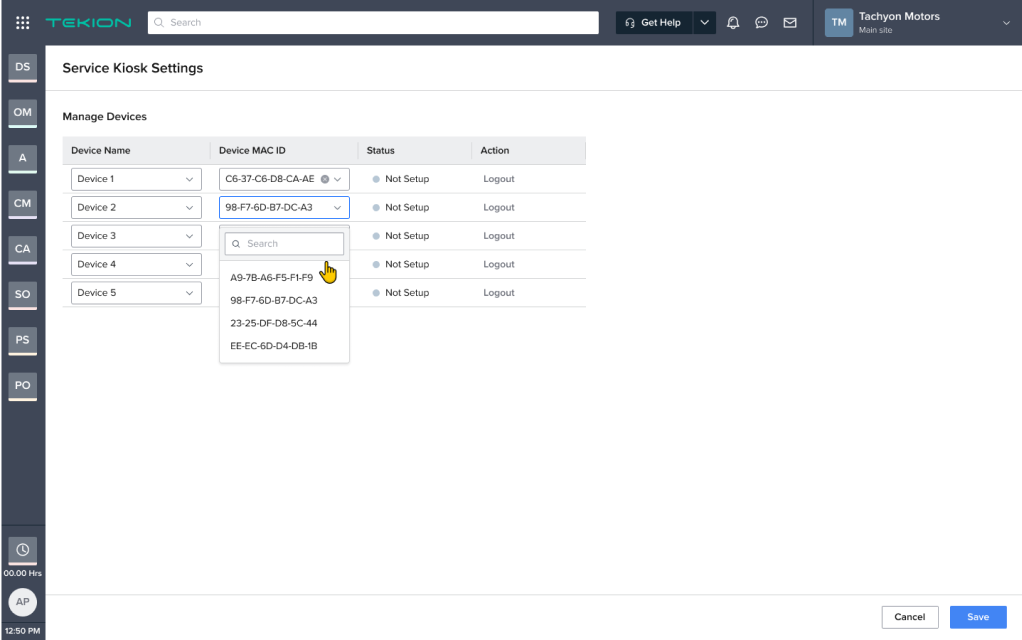 TEKION
Search
Get Help
TM
Tachyon Motors
Main site
DS
OM
A
CM
CA
SO
PS
PO
00.00 Hrs
AP
12:50 PM
Service Kiosk Settings
Manage Devices
Device Name Device MAC ID Status Action
Device 1 C6-37-C6-D8-CA-AE Not Setup Logout
Device 2 98-F7-6D-B7-DC-A3 Not Setup Logout
Device 3 Not Setup Logout
Device 4 Not Setup Logout
Device 5 Not Setup Logout
Search
A9-7B-A6-F5-F1-F9
98-F7-6D-B7-DC-A3
23-25-DF-D8-5C-44
EE-EC-6D-D4-DB-1B
Cancel Save